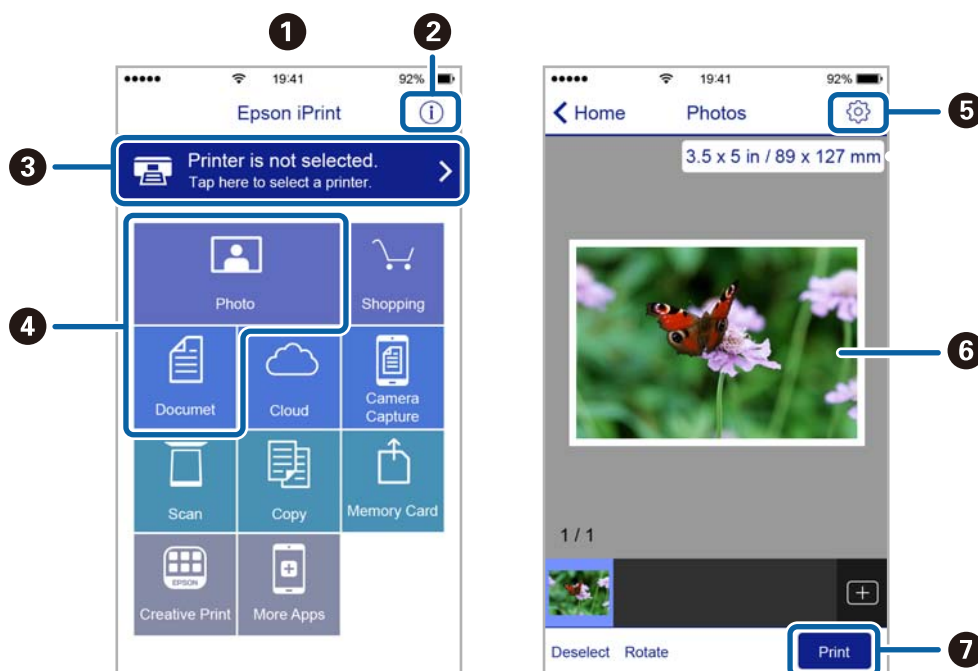 1
2
19:41
92%
Epson iPrint
3
Printer is not selected.
Tap here to select a printer.
4
Photo
Shopping
Documet
Cloud
Camera
Capture
Scan
Copy
Memory Card
EPSON
Creative Print
More Apps
19:41
92%
Home
Photos
5
3.5 x 5 in / 89 x 127 mm
6
1 / 1
Deselect
Rotate
Print
7